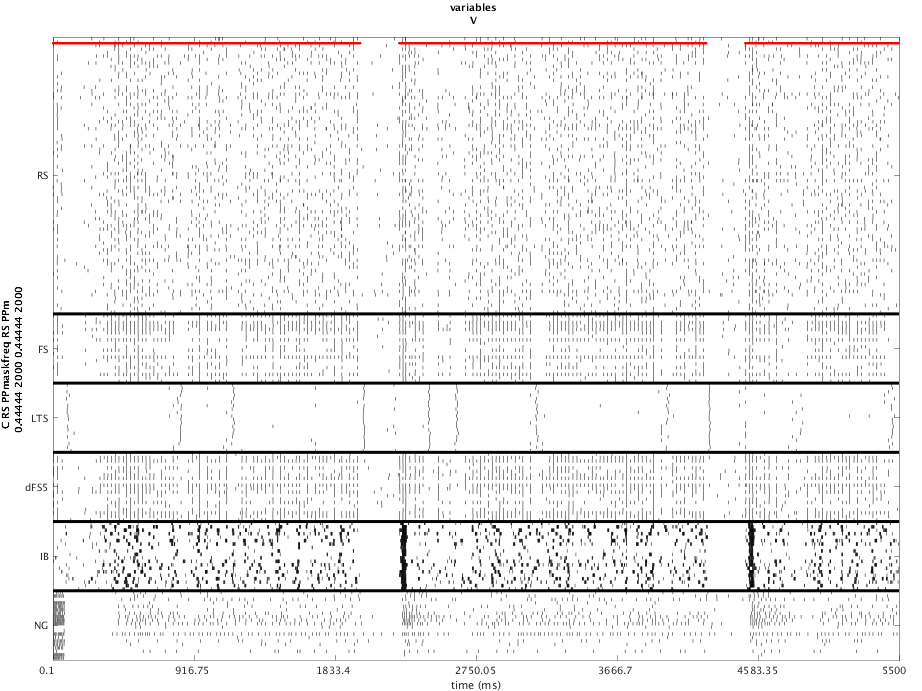 variables
V
RS
FS
LTS
dFS5
IB
NG
C RS PPmaskfreq RS PPm
0.44444 2000 0.44444 2000
0.1
916.75
1833.4
2750.05
3666.7
4583.35
5500
time (ms)